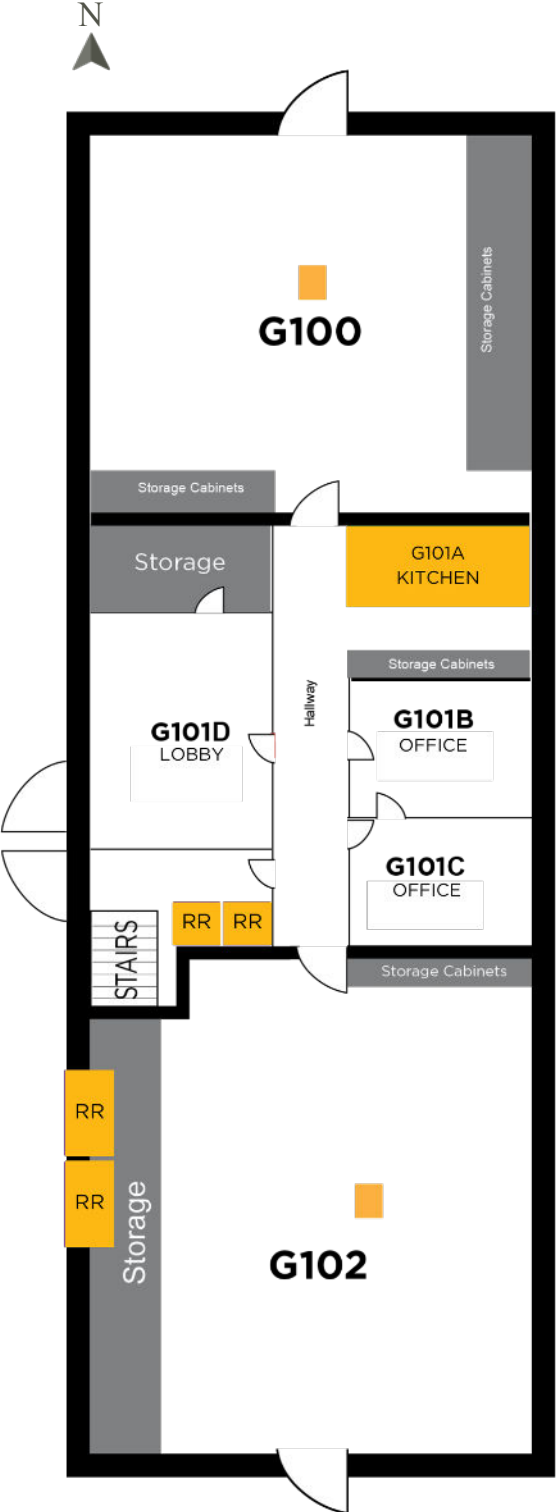 N
Storage Cabinets
G100
Storage Cabinets
Storage
G101A
KITCHEN
Storage Cabinets
Hallway
G101D
LOBBY
G101B
OFFICE
G101C
OFFICE
RR
RR
STAIRS
Storage Cabinets
RR
RR
Storage
G102